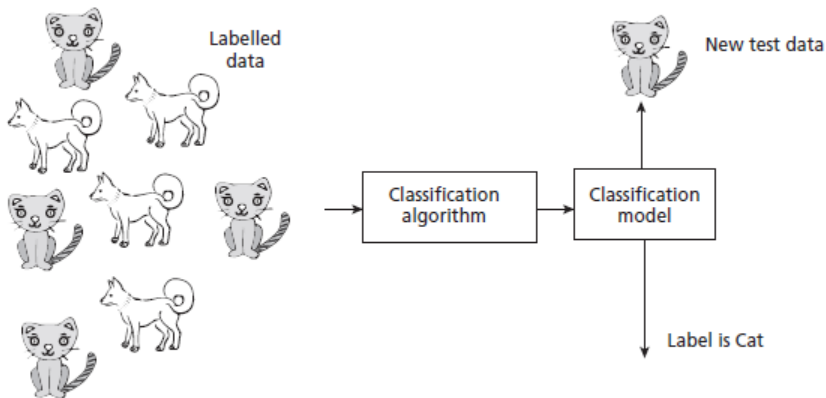 Labelled
data
New test data
Classification
algorithm
Classification
model
Label is Cat